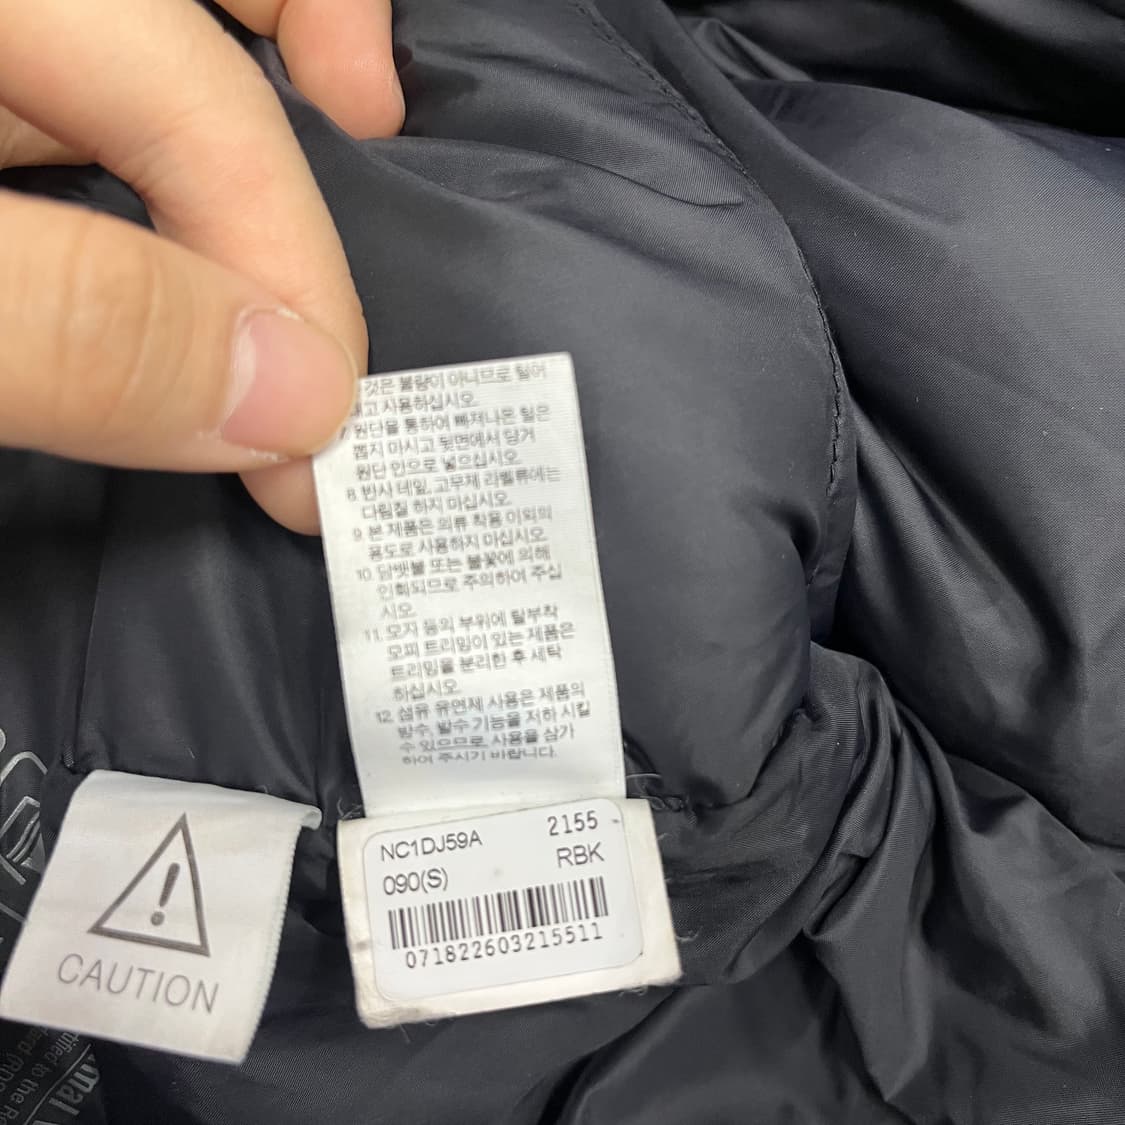 것은 불량이 아니므로 털어
내고 사용하십시오.
7. 원단을 통하여 빠져나온 털은
뽑지 마시고 뒷면에서 당겨
원단 안으로 넣으십시오.
8. 반사 테잎, 고무제 라벨류에는
다림질 하지 마십시오.
9. 본 제품은 의류 착용 이외의
용도로 사용하지 마십시오.
10. 담뱃불 또는 불꽃에 의해
인화되므로 주의하여 주십
시오.
11. 모자 등의 부위에 탈부착
모피 트리밍이 있는 제품은
트리밍을 분리한 후 세탁
하십시오.
12. 섬유 유연제 사용은 제품의
방수, 발수 기능을 저하 시킬
수 있으므로 사용을 삼가
하여 주시기 바랍니다.
NC1DJ59A 2155
090(S) RBK
071822603215511
CAUTION
tified to the R